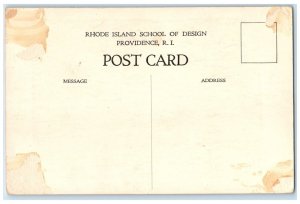 RHODE ISLAND SCHOOL OF DESIGN
PROVIDENCE, R. I.
POST CARD
MESSAGE
ADDRESS